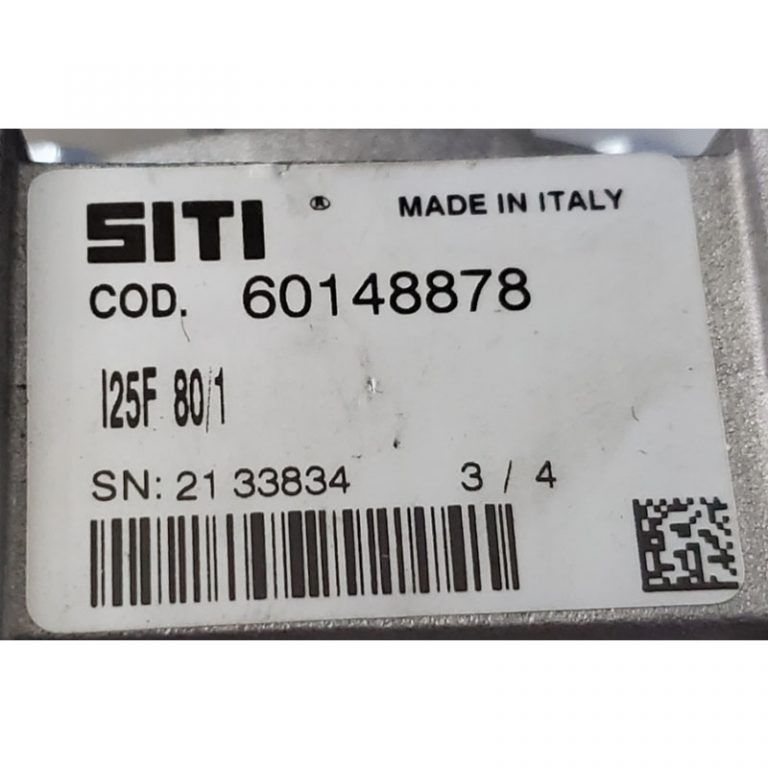 SITI ® MADE IN ITALY
COD. 60148878
I25F 80/1
SN: 21 33834 3 / 4